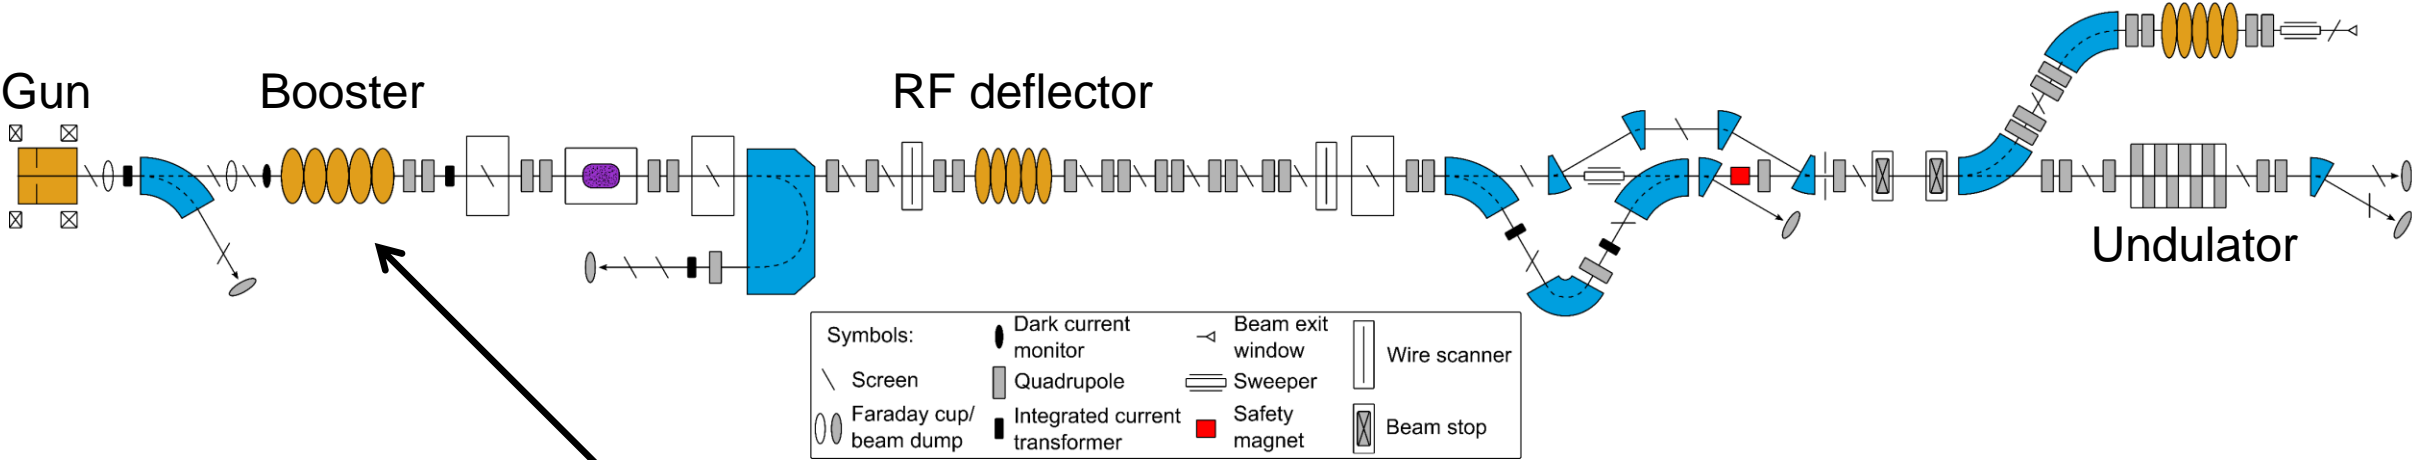 Gun
Booster
RF deflector
Undulator
Symbols:
Screen
Faraday cup/
beam dump
Dark current
monitor
Quadrupole
Integrated current
transformer
Beam exit
window
Sweeper
Safety
magnet
Wire scanner
Beam stop